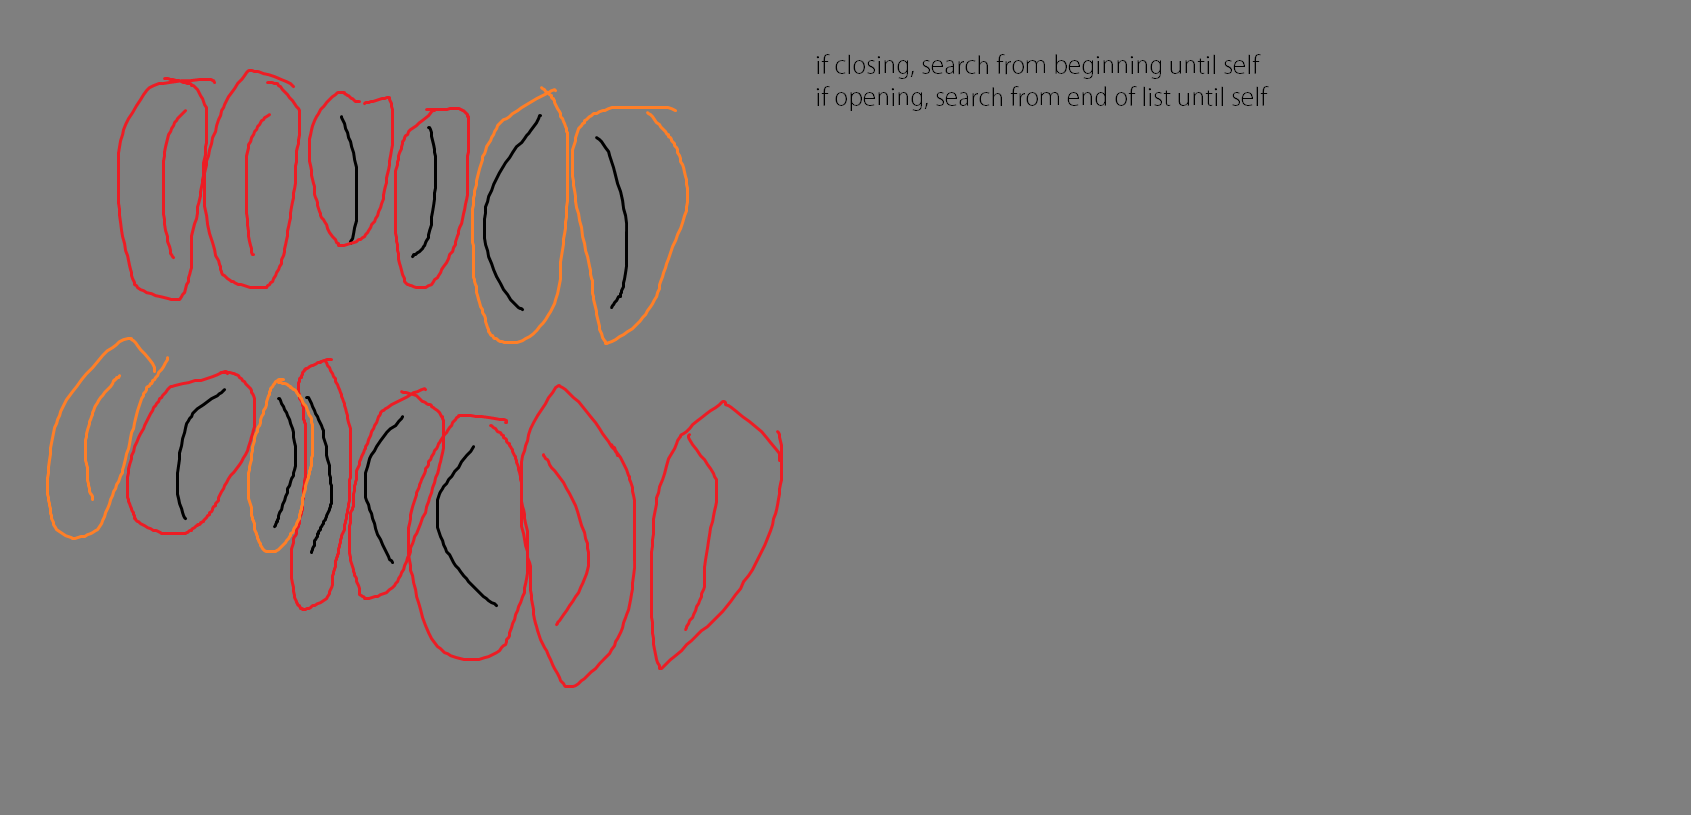 if closing, search from beginning until self
if opening, search from end of list until self
(())()
(())(())